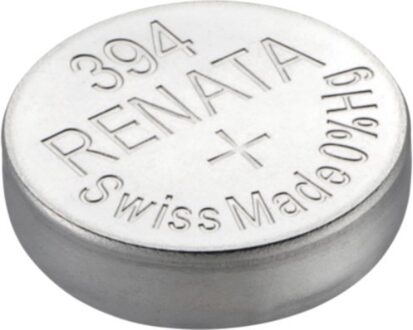 394
RENATA
+
Swiss Made 0%Hg